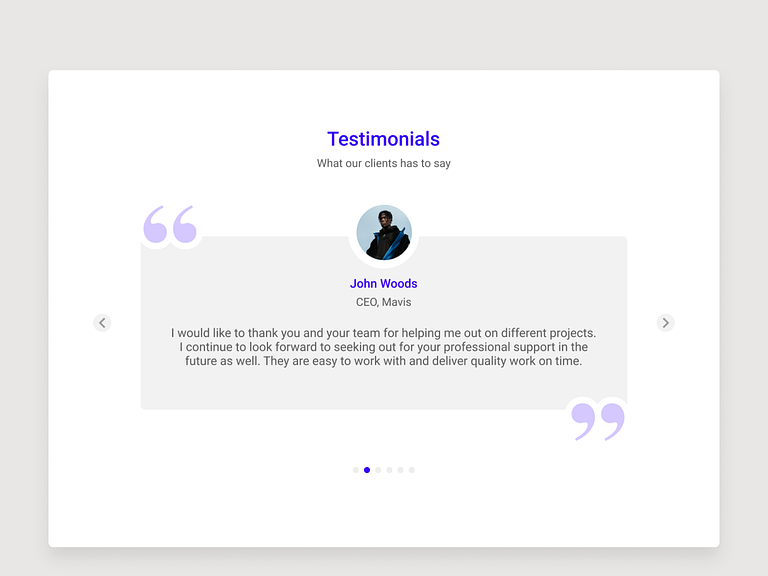 Testimonials
What our clients has to say
“
John Woods
CEO, Mavis
I would like to thank you and your team for helping me out on different projects.
I continue to look forward to seeking out for your professional support in the
future as well. They are easy to work with and deliver quality work on time.
”